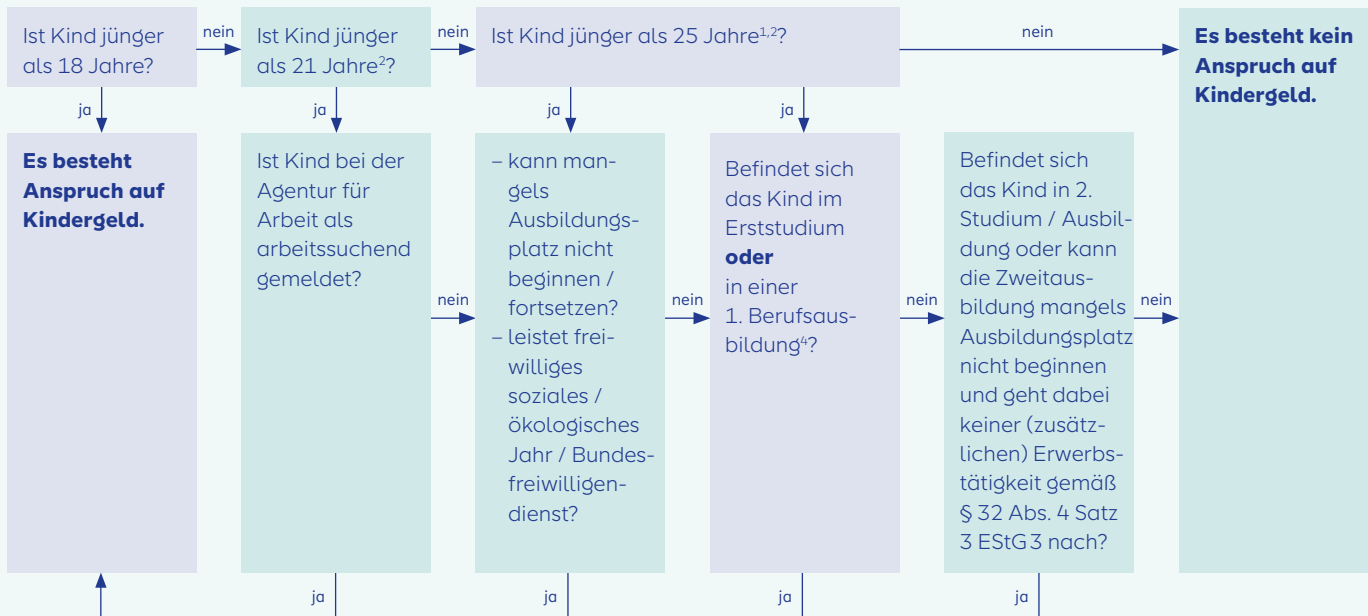 Ist Kind jünger
als 18 Jahre?
nein
Ist Kind jünger
als 21 Jahre²?
nein
Ist Kind jünger als 25 Jahre¹,²?
nein
Es besteht kein
Anspruch auf
Kindergeld.
ja
ja
ja
ja
Es besteht
Anspruch auf
Kindergeld.
Ist Kind bei der
Agentur für
Arbeit als
arbeitssuchend
gemeldet?
nein
– kann man-
gels
Ausbildungs-
platz nicht
beginnen /
fortsetzen?
– leistet frei-
williges
soziales /
ökologisches
Jahr / Bundes-
freiwilligen-
dienst?
nein
Befindet sich
das Kind im
Erststudium
oder
in einer
1. Berufsaus-
bildung⁴?
nein
Befindet sich
das Kind in 2.
Studium / Ausbil-
dung oder kann
die Zweitaus-
bildung mangels
Ausbildungsplatz
nicht beginnen
und geht dabei
keiner (zusätz-
lichen) Erwerbs-
tätigkeit gemäß
§ 32 Abs. 4 Satz
3 EStG3 nach?
nein
ja
ja
ja
ja